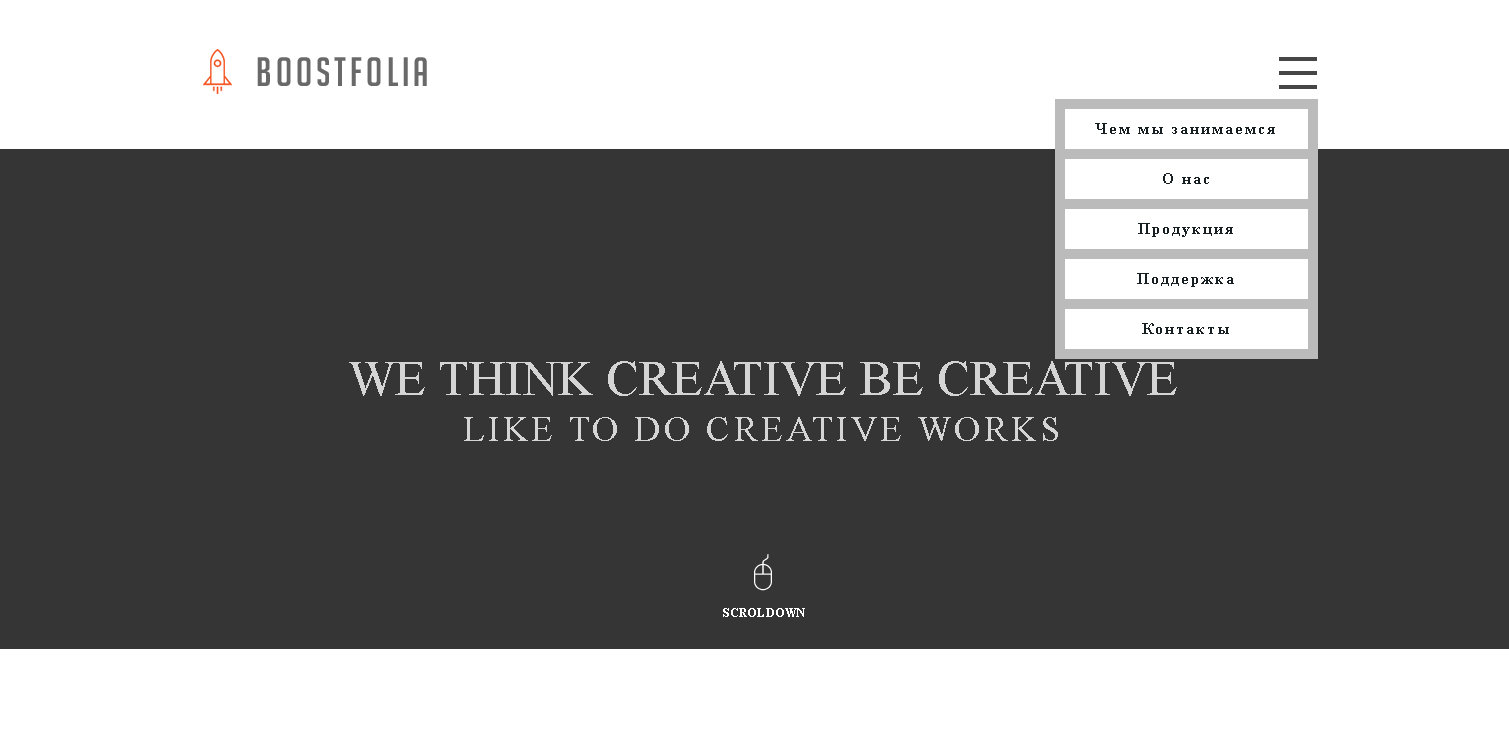 BOOSTFOLIA
Чем мы занимаемся
О нас
Продукция
Поддержка
Контакты
WE THINK CREATIVE BE CREATIVE
LIKE TO DO CREATIVE WORKS
SCROLDOWN